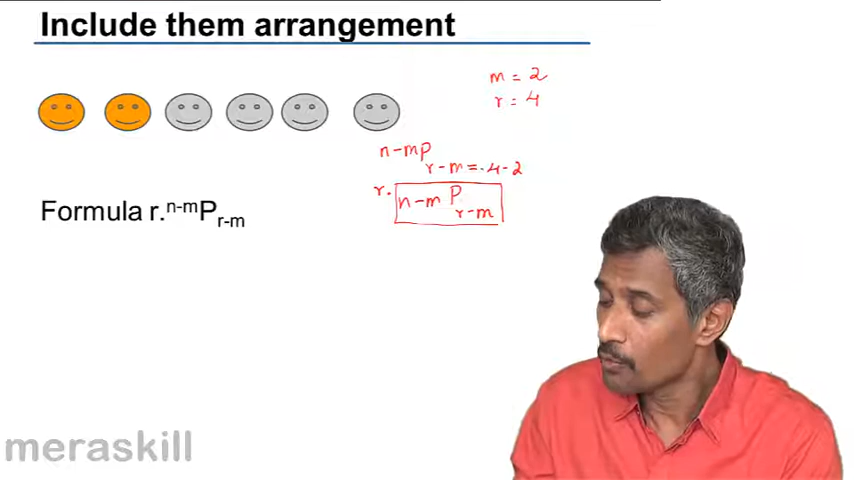 Include them arrangement
m = 2
r = 4
n-mP
r-m = 4-2
r.
n-m P
r-m
Formula r.ⁿ⁻ᵐPr-m
meraskill